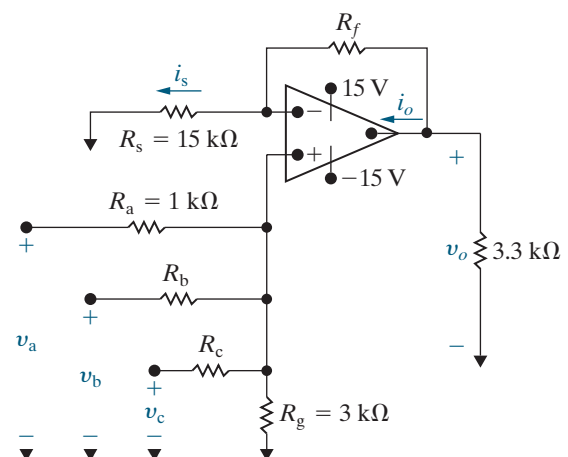 R_f
i_s
15 V
i_o
−
R_s = 15 kΩ
+
+
−15 V
R_a = 1 kΩ
+
v_o 3.3 kΩ
R_b
+
v_a
−
R_c
v_b
+
v_c
R_g = 3 kΩ
− − −